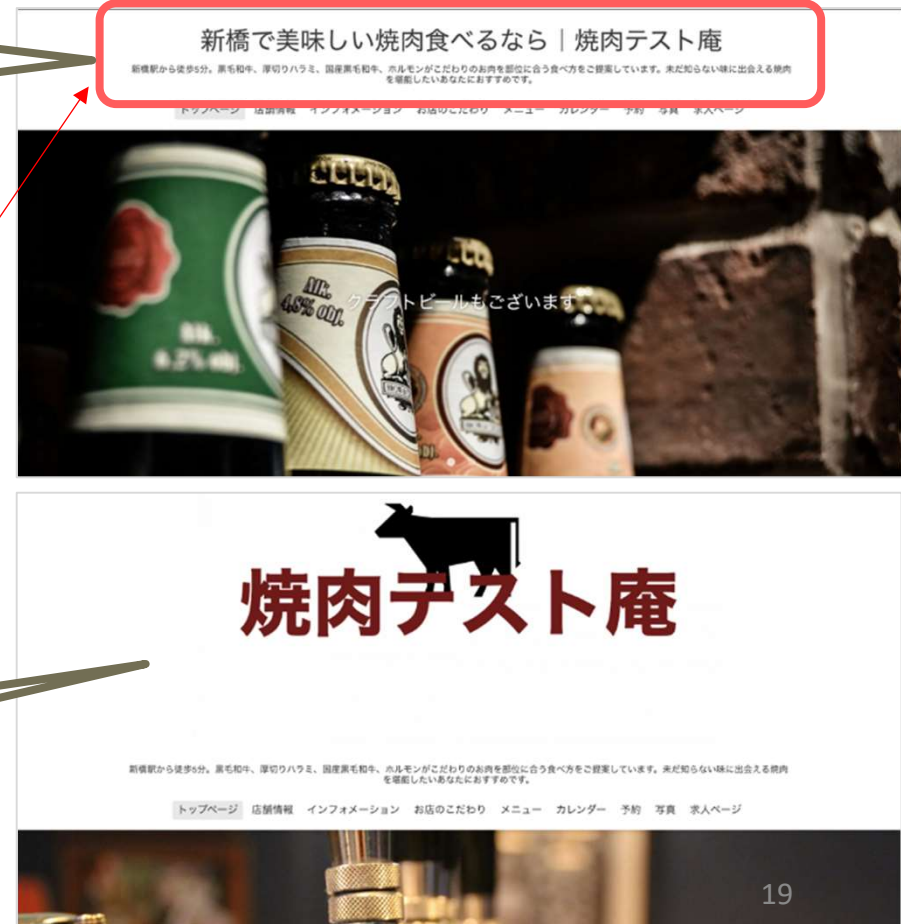 新橋で美味しい焼肉食べるなら｜焼肉テスト庵
新橋駅から徒歩5分。黒毛和牛、厚切りハラミ、国産黒毛和牛、ホルモンがこだわりのお肉を部位に合う食べ方をご提案しています。未だ知らない味に出会える焼肉
を堪能したいあなたにおすすめです。
トップページ 店舗情報 インフォメーション お店のこだわり メニュー カレンダー 予約 写真 求人ページ
Alk.
4,8% obj.
クラフトビールもございます
Alk.
6,2% obj.
焼肉テスト庵
新橋駅から徒歩5分。黒毛和牛、厚切りハラミ、国産黒毛和牛、ホルモンがこだわりのお肉を部位に合う食べ方をご提案しています。未だ知らない味に出会える焼肉
を堪能したいあなたにおすすめです。
トップページ 店舗情報 インフォメーション お店のこだわり メニュー カレンダー 予約 写真 求人ページ
19